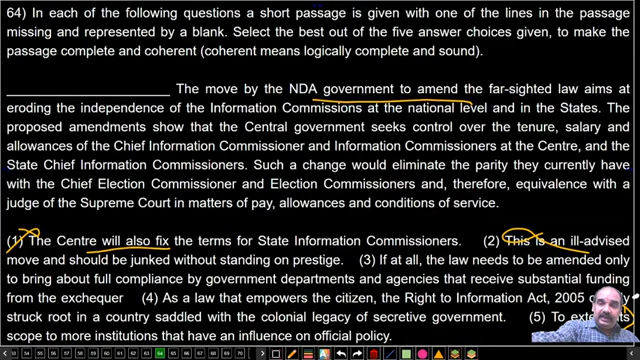 64) In each of the following questions a short passage is given with one of the lines in the passage
missing and represented by a blank. Select the best out of the five answer choices given, to make
the passage complete and coherent (coherent means logically complete and sound).
____________________ The move by the NDA government to amend the far-sighted law aims at
eroding the independence of the Information Commissions at the national level and in the States. The
proposed amendments show that the Central government seeks control over the tenure, salary and
allowances of the Chief Information Commissioner and Information Commissioners at the Centre, and the
State Chief Information Commissioners. Such a change would eliminate the parity they currently have
with the Chief Election Commissioner and Election Commissioners and, therefore, equivalence with a
judge of the Supreme Court in matters of pay, allowances and conditions of service.
(1) The Centre will also fix the terms for State Information Commissioners. (2) This is an ill-advised
move and should be junked without standing on prestige. (3) If at all, the law needs to be amended only
to bring about full compliance by government departments and agencies that receive substantial funding
from the exchequer (4) As a law that empowers the citizen, the Right to Information Act, 2005
struck root in a country saddled with the colonial legacy of secretive government. (5) To
scope to more institutions that have an influence on official policy.